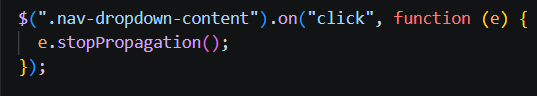 $(".nav-dropdown-content").on("click", function (e) {
  e.stopPropagation();
});